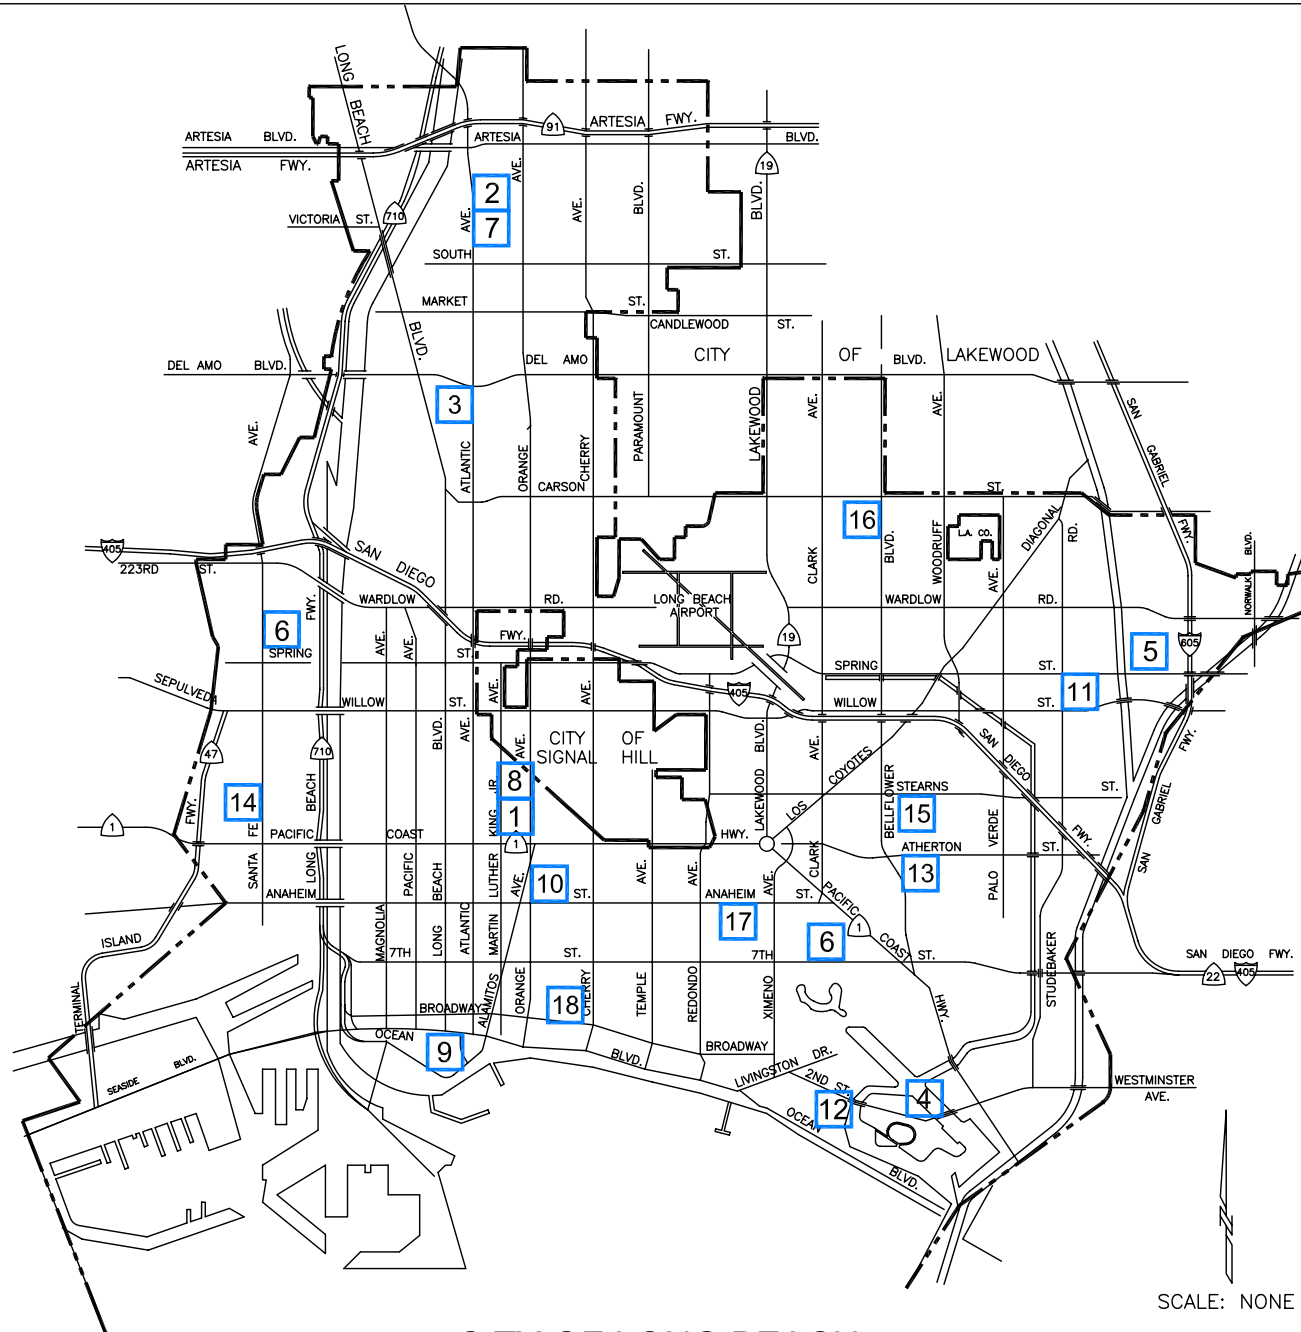 LONG BEACH
BLVD.
ARTESIA BLVD.
ARTESIA FWY.
91
ARTESIA FWY.
ARTESIA
BLVD.
19
BLVD.
AVE.
2
7
AVE.
AVE.
BLVD.
VICTORIA ST.
710
SOUTH ST.
MARKET ST.
CANDLEWOOD ST.
CITY OF LAKEWOOD
DEL AMO BLVD.
DEL AMO
BLVD.
3
AVE.
ATLANTIC
ORANGE
CHERRY
PARAMOUNT
LAKEWOOD
AVE.
AVE.
SAN GABRIEL FWY.
CARSON ST.
16
BLVD.
CLARK
WOODRUFF
AVE.
L.A. CO.
DIAGONAL
RD.
NORWALK BLVD.
405
223RD ST.
SAN DIEGO
FWY.
WARDLOW RD.
LONG BEACH
AIRPORT
WARDLOW RD.
19
605
6
FWY.
AVE.
AVE.
5
SPRING ST.
SPRING ST.
11
SEPULVEDA
WILLOW ST.
405
WILLOW ST.
AVE.
AVE.
BLVD.
AVE.
AVE.
BLVD.
AVE.
CITY OF
SIGNAL HILL
47
710
SAN DIEGO
FWY.
SAN GABRIEL
FWY.
8
1
14
FWY.
BEACH
LONG
SANTA FE
LOS COYOTES
BELLFLOWER
STEARNS ST.
15
1
PACIFIC COAST HWY.
1
LAKEWOOD
CLARK
ATHERTON ST.
PALO VERDE
13
PACIFIC
LONG BEACH
ATLANTIC
MARTIN LUTHER KING JR.
AVE.
10
ANAHEIM ST.
ANAHEIM ST.
AVE.
AVE.
AVE.
17
6
PACIFIC
1
COAST
HWY.
MAGNOLIA
7TH ST.
7TH ST.
ISLAND
TERMINAL
SAN DIEGO FWY.
22
405
STUDEBAKER
ALAMITOS
ORANGE
18
CHERRY
TEMPLE
REDONDO
XIMENO
BROADWAY
OCEAN
9
BLVD.
BROADWAY
LIVINGSTON DR.
2ND ST.
12
4
WESTMINSTER
AVE.
OCEAN
BLVD.
SEASIDE BLVD.
SCALE: NONE